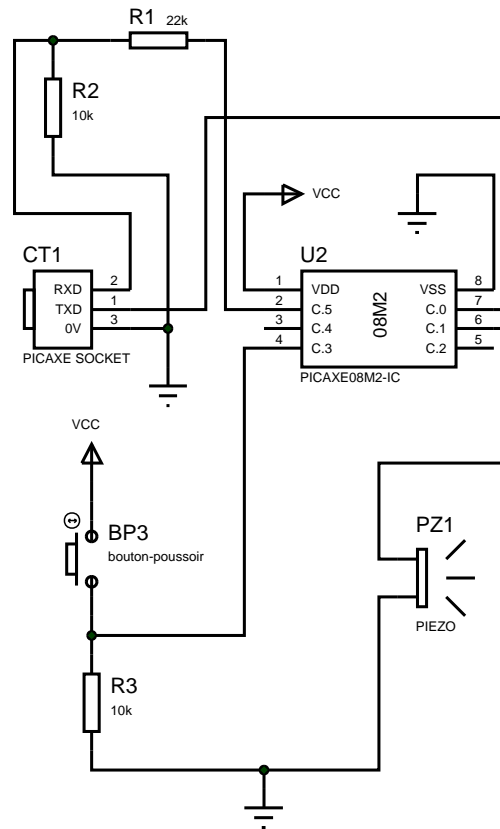 R1 22k
R2
10k
VCC
CT1
U2
RXD 2
TXD 1
0V 3
PICAXE SOCKET
1 VDD
2 C.5
3 C.4
4 C.3
08M2
VSS 8
C.0 7
C.1 6
C.2 5
PICAXE08M2-IC
VCC
BP3
bouton-poussoir
PZ1
PIEZO
R3
10k